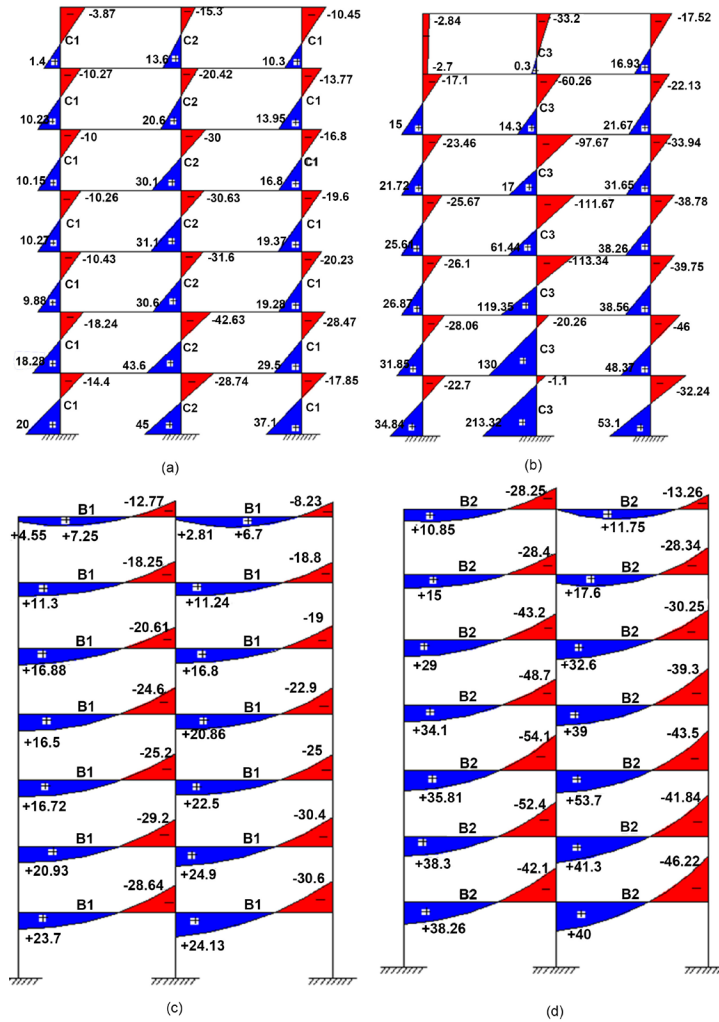 -3.87 -15.3 -10.45
C1 C2 C1
1.4 13.6 10.3
-10.27 -20.42 -13.77
C1 C2 C1
10.23 20.6 13.95
-10 -30 -16.8
C1 C2 C1
10.15 30.1 16.8
-10.26 -30.63 -19.6
C1 C2 C1
10.27 31.1 19.37
-10.43 -31.6 -20.23
C1 C2 C1
9.88 30.6 19.28
-18.24 -42.63 -28.47
C1 C2 C1
18.28 43.6 29.5
-14.4 -28.74 -17.85
C1 C2 C1
20 45 37.1
(a)
-2.84 -33.2 -17.52
C3
-2.7 0.3 16.93
-17.1 -60.26 -22.13
C3
15 14.3 21.67
-23.46 -97.67 -33.94
C3
21.72 17 31.65
-25.67 -111.67 -38.78
C3
61.44 38.26
-26.1 -113.34 -39.75
C3
26.87 119.35 38.56
-28.06 -20.26 -46
C3
31.85 130 48.37
-22.7 -1.1 -32.24
C3
34.84 213.32 53.1
(b)
-12.77 -8.23
B1 B1
+4.55 +7.25 +2.81 +6.7
-18.25 -18.8
B1 B1
+11.3 +11.24
-20.61 -19
B1 B1
+16.88 +16.8
-24.6 -22.9
B1 B1
+16.5 +20.86
-25.2 -25
B1 B1
+16.72 +22.5
-29.2 -30.4
B1 B1
+20.93 +24.9
-28.64 -30.6
B1 B1
+23.7 +24.13
(c)
-28.25 -13.26
B2 B2
+10.85 +11.75
-28.4 -28.34
B2 B2
+15 +17.6
-43.2 -30.25
B2 B2
+29 +32.6
-48.7 -39.3
B2 B2
+34.1 +39
-54.1 -43.5
B2 B2
+35.81 +53.7
-52.4 -41.84
B2 B2
+38.3 +41.3
-42.1 -46.22
B2 B2
+38.26 +40
(d)